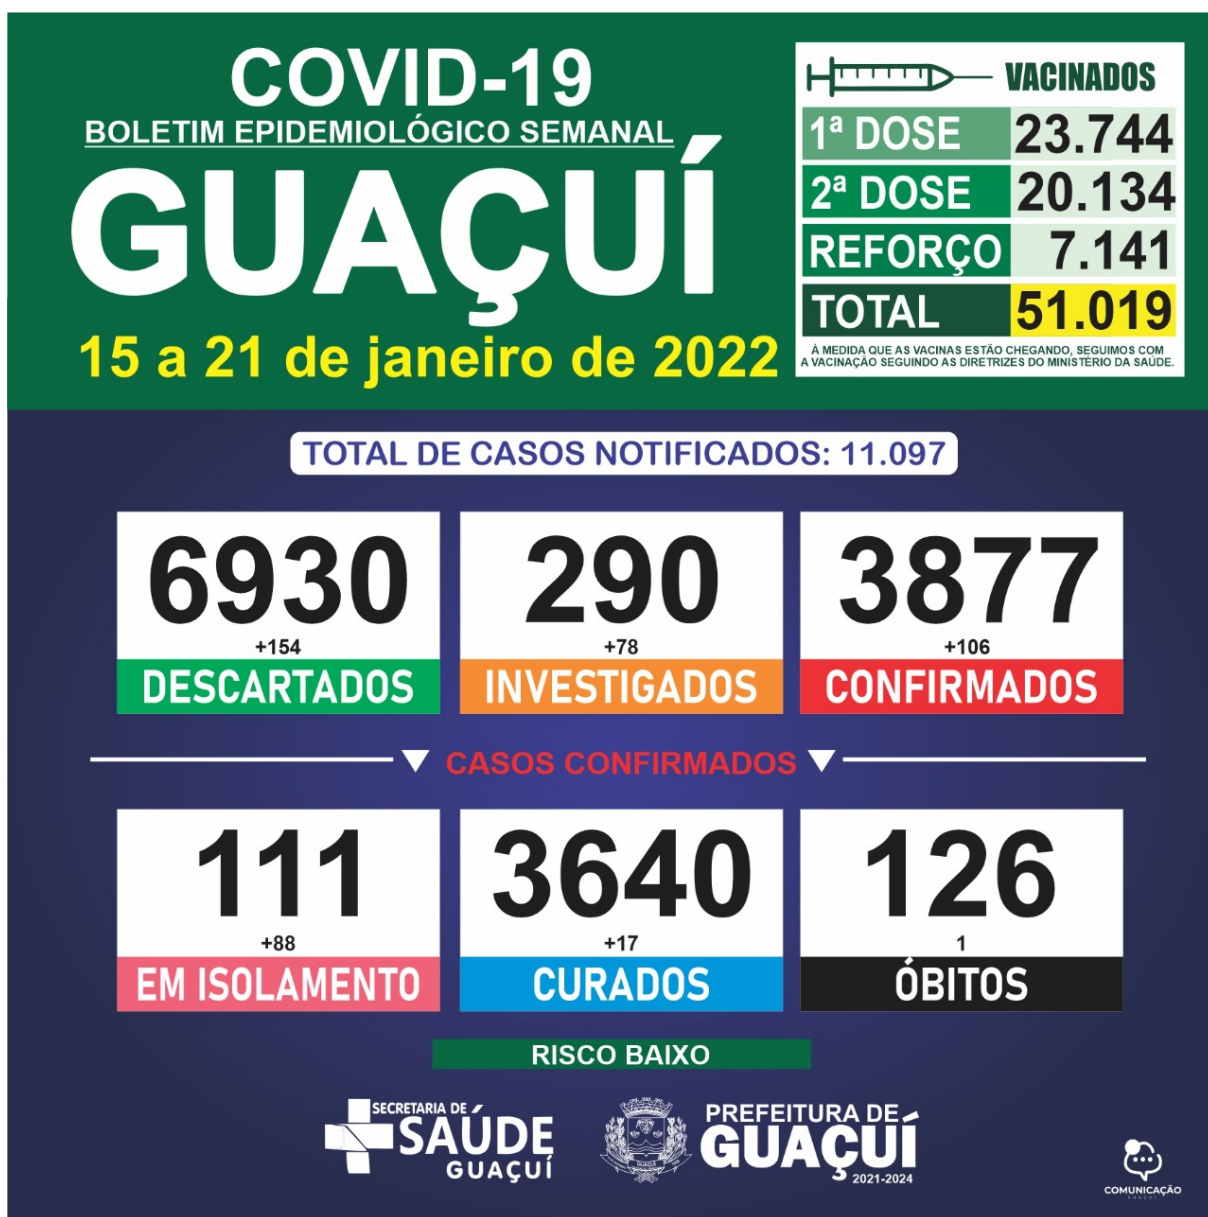 COVID-19
BOLETIM EPIDEMIOLÓGICO SEMANAL
GUAÇUÍ
15 a 21 de janeiro de 2022
VACINADOS
1ª DOSE 23.744
2ª DOSE 20.134
REFORÇO 7.141
TOTAL 51.019
À MEDIDA QUE AS VACINAS ESTÃO CHEGANDO, SEGUIMOS COM
A VACINAÇÃO SEGUINDO AS DIRETRIZES DO MINISTÉRIO DA SAÚDE.
TOTAL DE CASOS NOTIFICADOS: 11.097
6930
+154
DESCARTADOS
290
+78
INVESTIGADOS
3877
+106
CONFIRMADOS
CASOS CONFIRMADOS
111
+88
EM ISOLAMENTO
3640
+17
CURADOS
126
1
ÓBITOS
RISCO BAIXO
SECRETARIA DE
SAÚDE
GUAÇUÍ
PREFEITURA DE
GUAÇUÍ
2021-2024
COMUNICAÇÃO